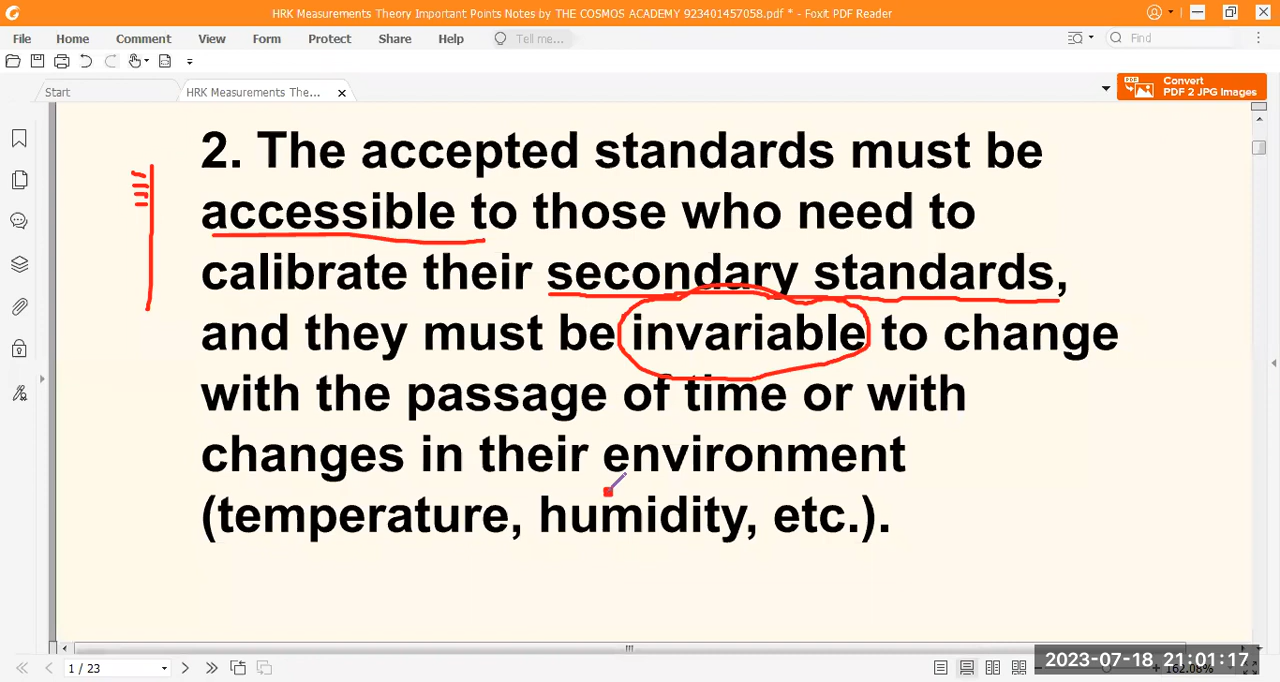 HRK Measurements Theory Important Points Notes by THE COSMOS ACADEMY 923401457058.pdf * - Foxit PDF Reader
File Home Comment View Form Protect Share Help Tell me... Find
Start HRK Measurements The... Convert
PDF 2 JPG Images
2. The accepted standards must be
accessible to those who need to
calibrate their secondary standards,
and they must be invariable to change
with the passage of time or with
changes in their environment
(temperature, humidity, etc.).
1 / 23
2023-07-18 21:01:17
162.08%